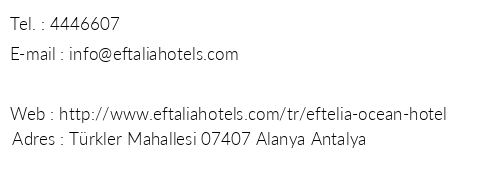 Tel. : 4446607
E-mail : info@eftaliahotels.com
Web : http://www.eftaliahotels.com/tr/eftelia-ocean-hotel
Adres : Türkler Mahallesi 07407 Alanya Antalya